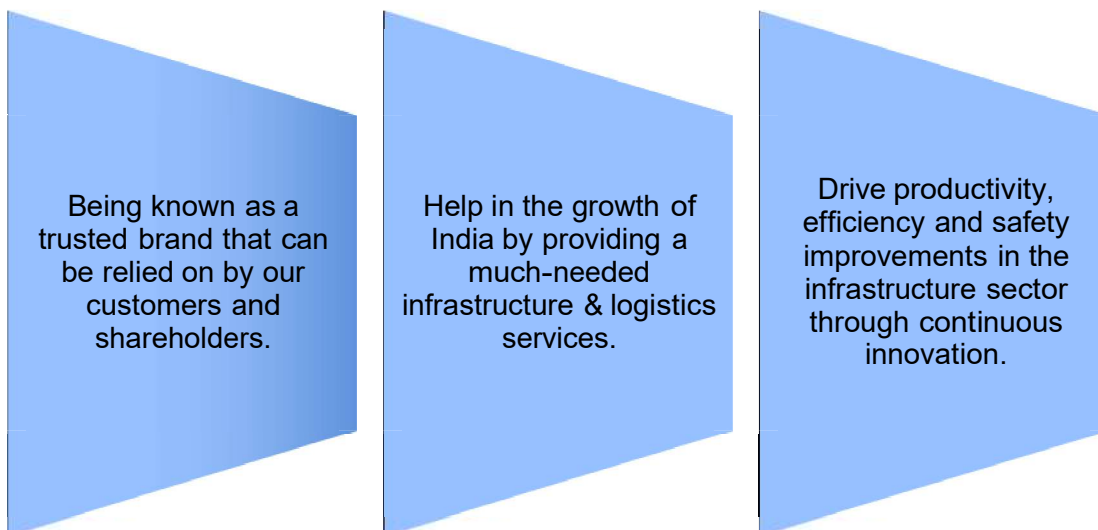 Being known as a
trusted brand that can
be relied on by our
customers and
shareholders.
Help in the growth of
India by providing a
much-needed
infrastructure & logistics
services.
Drive productivity,
efficiency and safety
improvements in the
infrastructure sector
through continuous
innovation.